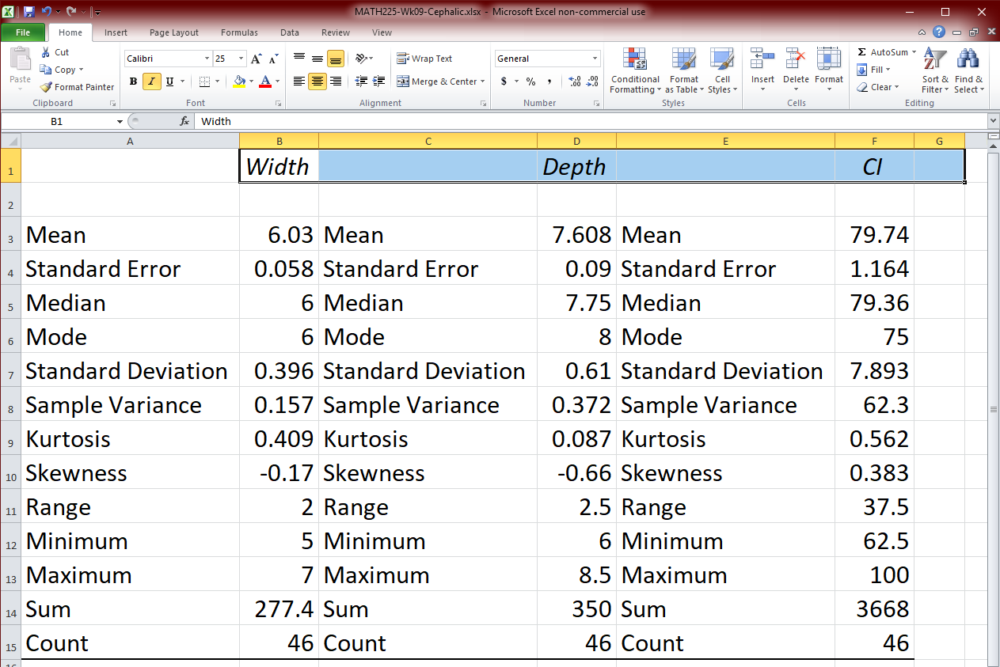 MATH225-Wk09-Cephalic.xlsx - Microsoft Excel non-commercial use
File Home Insert Page Layout Formulas Data Review View
Paste
Cut
Copy
Format Painter
Clipboard
Calibri 25 A A
B I U A
Font
Wrap Text
Merge & Center
Alignment
General
$ % ,
Number
Conditional Formatting
Format as Table
Cell Styles
Styles
Insert Delete Format
Cells
Σ AutoSum
Fill
Clear
Sort & Filter
Find & Select
Editing
B1 fx Width
A B C D E F G
1 Width Depth CI
2
3 Mean 6.03 Mean 7.608 Mean 79.74
4 Standard Error 0.058 Standard Error 0.09 Standard Error 1.164
5 Median 6 Median 7.75 Median 79.36
6 Mode 6 Mode 8 Mode 75
7 Standard Deviation 0.396 Standard Deviation 0.61 Standard Deviation 7.893
8 Sample Variance 0.157 Sample Variance 0.372 Sample Variance 62.3
9 Kurtosis 0.409 Kurtosis 0.087 Kurtosis 0.562
10 Skewness -0.17 Skewness -0.66 Skewness 0.383
11 Range 2 Range 2.5 Range 37.5
12 Minimum 5 Minimum 6 Minimum 62.5
13 Maximum 7 Maximum 8.5 Maximum 100
14 Sum 277.4 Sum 350 Sum 3668
15 Count 46 Count 46 Count 46